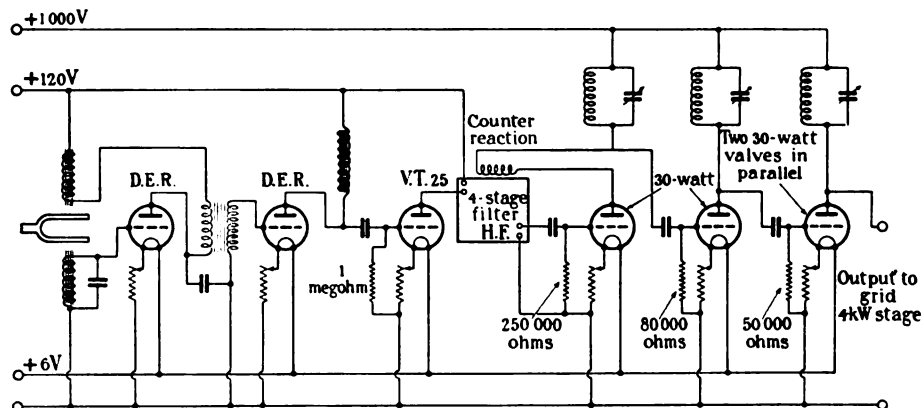 +1000V
+120V
Counter
reaction
Two 30-watt
valves in
parallel
D.E.R.
D.E.R.
V.T. 25
4-stage
filter
H.F.
30-watt
1
megohm
250 000
ohms
80 000
ohms
50 000
ohms
Output to
grid
4kW stage
+6V